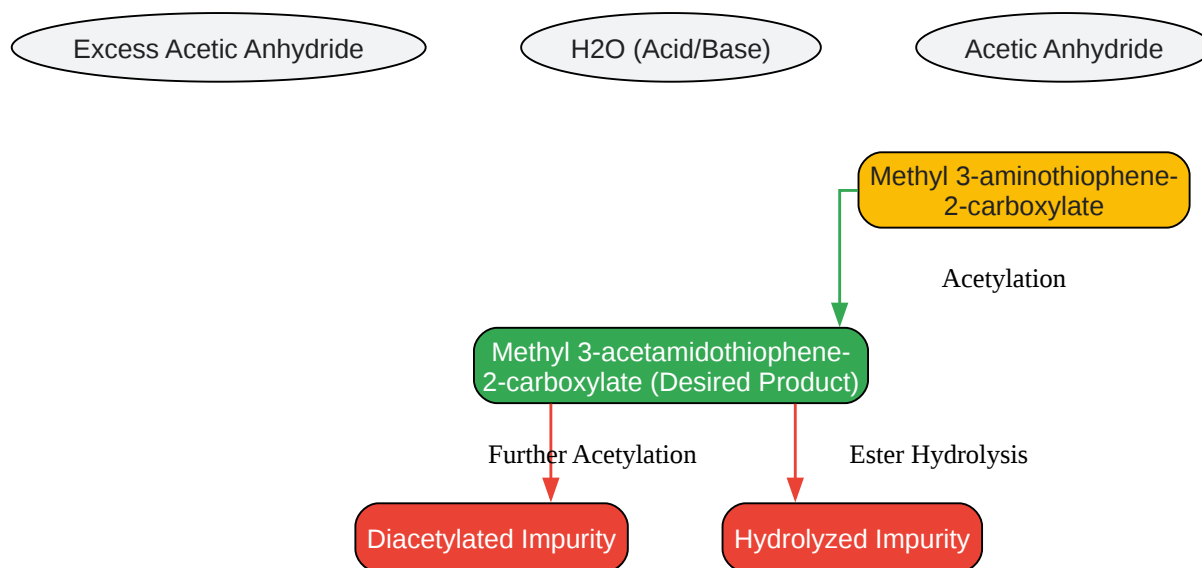 Excess Acetic Anhydride
H2O (Acid/Base)
Acetic Anhydride
Methyl 3-aminothiophene-
2-carboxylate
Acetylation
Methyl 3-acetamidothiophene-
2-carboxylate (Desired Product)
Further Acetylation
Ester Hydrolysis
Diacetylated Impurity
Hydrolyzed Impurity